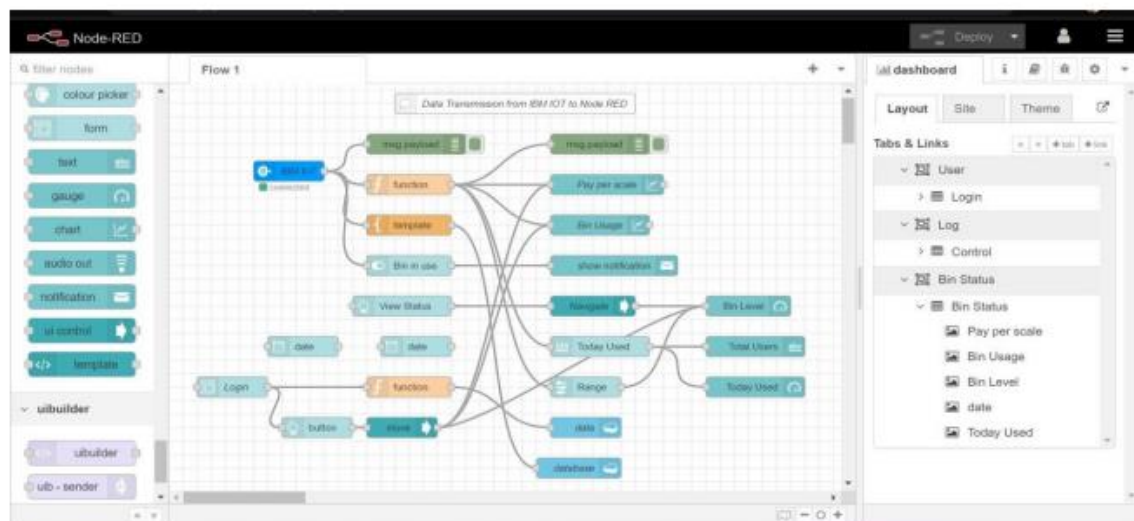 Node-RED
Deploy
filter nodes
colour picker
form
text
gauge
chart
audio out
notification
ui control
template
uibuilder
uibuilder
uib - sender
Flow 1
Data Transmission from IBM IOT to Node RED
msg.payload
msg.payload
connected
function
Pay per scale
template
Bin Usage
Bin in use
show notification
View Status
Navigate
Bin Level
date
date
Today Used
Total Users
Login
function
Range
Today Used
button
data
database
dashboard
Layout
Site
Theme
Tabs & Links
tab
link
User
Login
Log
Control
Bin Status
Bin Status
Pay per scale
Bin Usage
Bin Level
date
Today Used